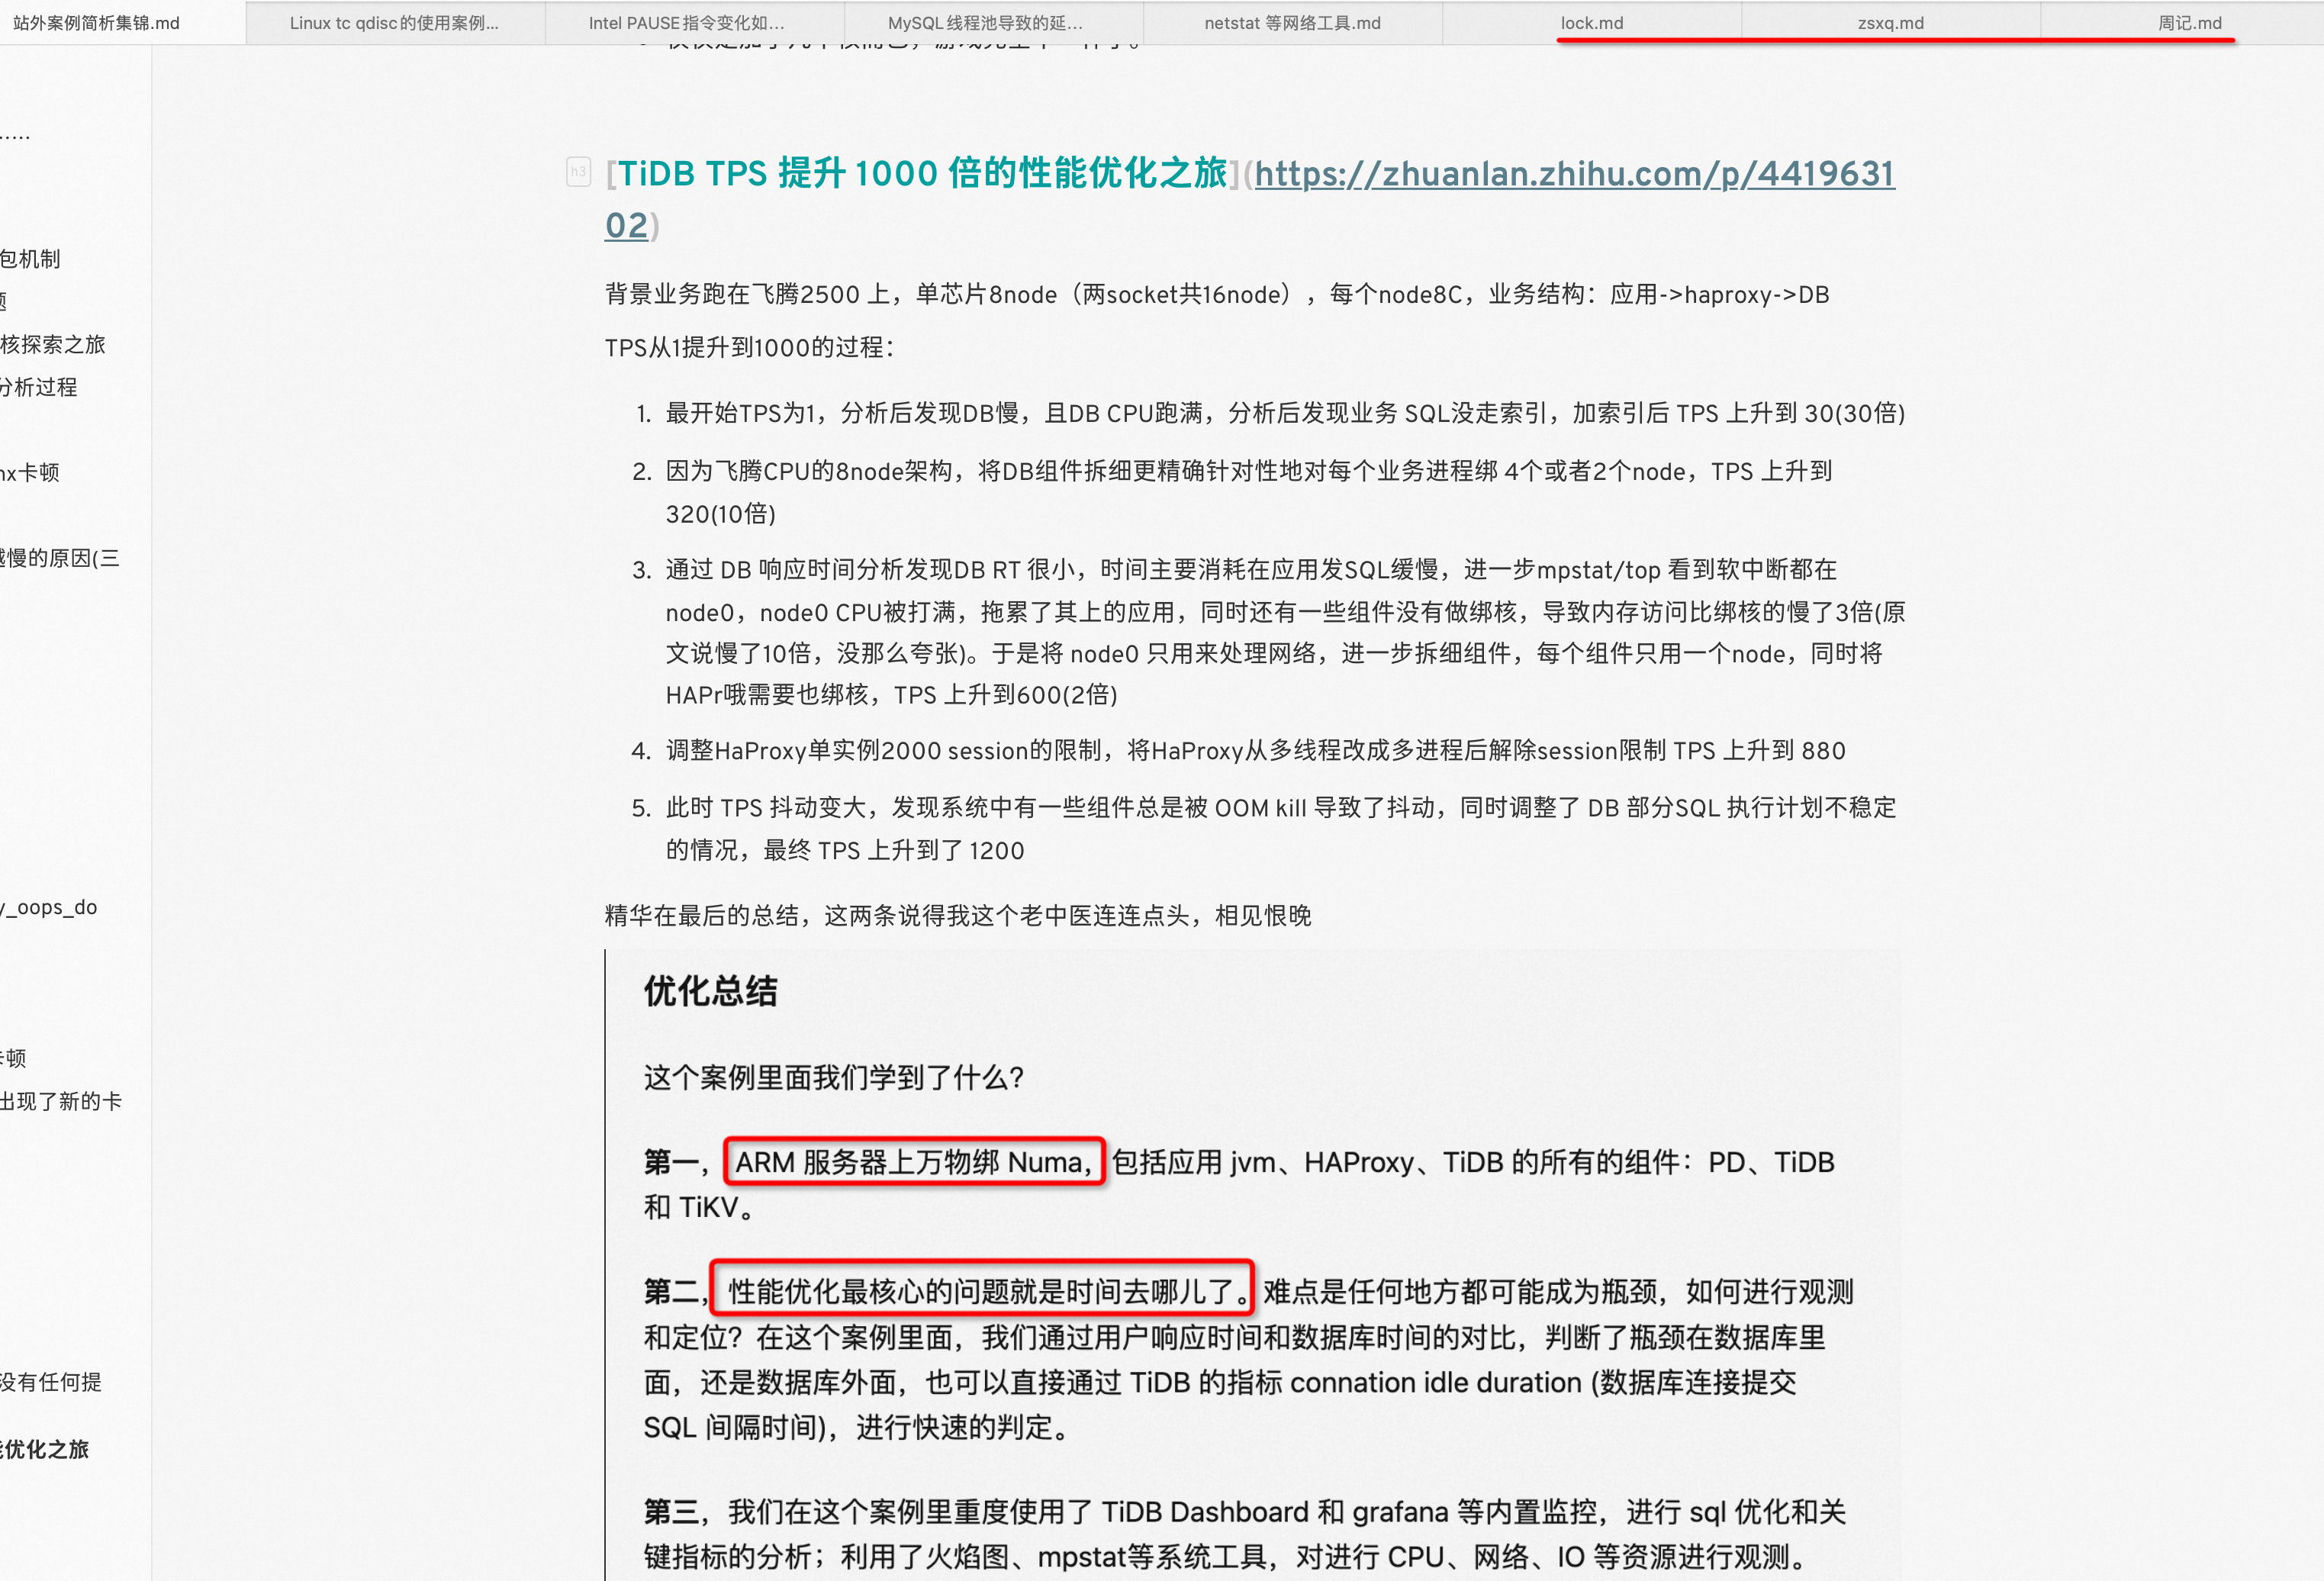 站外案例简析集锦.md
Linux tc qdisc的使用案例...
Intel PAUSE指令变化如...
MySQL线程池导致的延...
netstat 等网络工具.md
lock.md
zsxq.md
周记.md
.....
包机制
核探索之旅
分析过程
nx卡顿
慢的原因(三
y_oops_do
卡顿
出现了新的卡
没有任何提
优化之旅
h3
[TiDB TPS 提升 1000 倍的性能优化之旅](https://zhuanlan.zhihu.com/p/4419631
02)
背景业务跑在飞腾2500 上，单芯片8node（两socket共16node），每个node8C，业务结构：应用->haproxy->DB
TPS从1提升到1000的过程：
1. 最开始TPS为1，分析后发现DB慢，且DB CPU跑满，分析后发现业务 SQL没走索引，加索引后 TPS 上升到 30(30倍)
2. 因为飞腾CPU的8node架构，将DB组件拆细更精确针对性地对每个业务进程绑 4个或者2个node，TPS 上升到
320(10倍)
3. 通过 DB 响应时间分析发现DB RT 很小，时间主要消耗在应用发SQL缓慢，进一步mpstat/top 看到软中断都在
node0，node0 CPU被打满，拖累了其上的应用，同时还有一些组件没有做绑核，导致内存访问比绑核的慢了3倍(原
文说慢了10倍，没那么夸张)。于是将 node0 只用来处理网络，进一步拆细组件，每个组件只用一个node，同时将
HAPr哦需要也绑核，TPS 上升到600(2倍)
4. 调整HaProxy单实例2000 session的限制，将HaProxy从多线程改成多进程后解除session限制 TPS 上升到 880
5. 此时 TPS 抖动变大，发现系统中有一些组件总是被 OOM kill 导致了抖动，同时调整了 DB 部分SQL 执行计划不稳定
的情况，最终 TPS 上升到了 1200
精华在最后的总结，这两条说得我这个老中医连连点头，相见恨晚
优化总结
这个案例里面我们学到了什么？
第一，ARM 服务器上万物绑 Numa，包括应用 jvm、HAProxy、TiDB 的所有的组件：PD、TiDB
和 TiKV。
第二，性能优化最核心的问题就是时间去哪儿了。难点是任何地方都可能成为瓶颈，如何进行观测
和定位？在这个案例里面，我们通过用户响应时间和数据库时间的对比，判断了瓶颈在数据库里
面，还是数据库外面，也可以直接通过 TiDB 的指标 connation idle duration (数据库连接提交
SQL 间隔时间)，进行快速的判定。
第三，我们在这个案例里重度使用了 TiDB Dashboard 和 grafana 等内置监控，进行 sql 优化和关
键指标的分析；利用了火焰图、mpstat等系统工具，对进行 CPU、网络、IO 等资源进行观测。